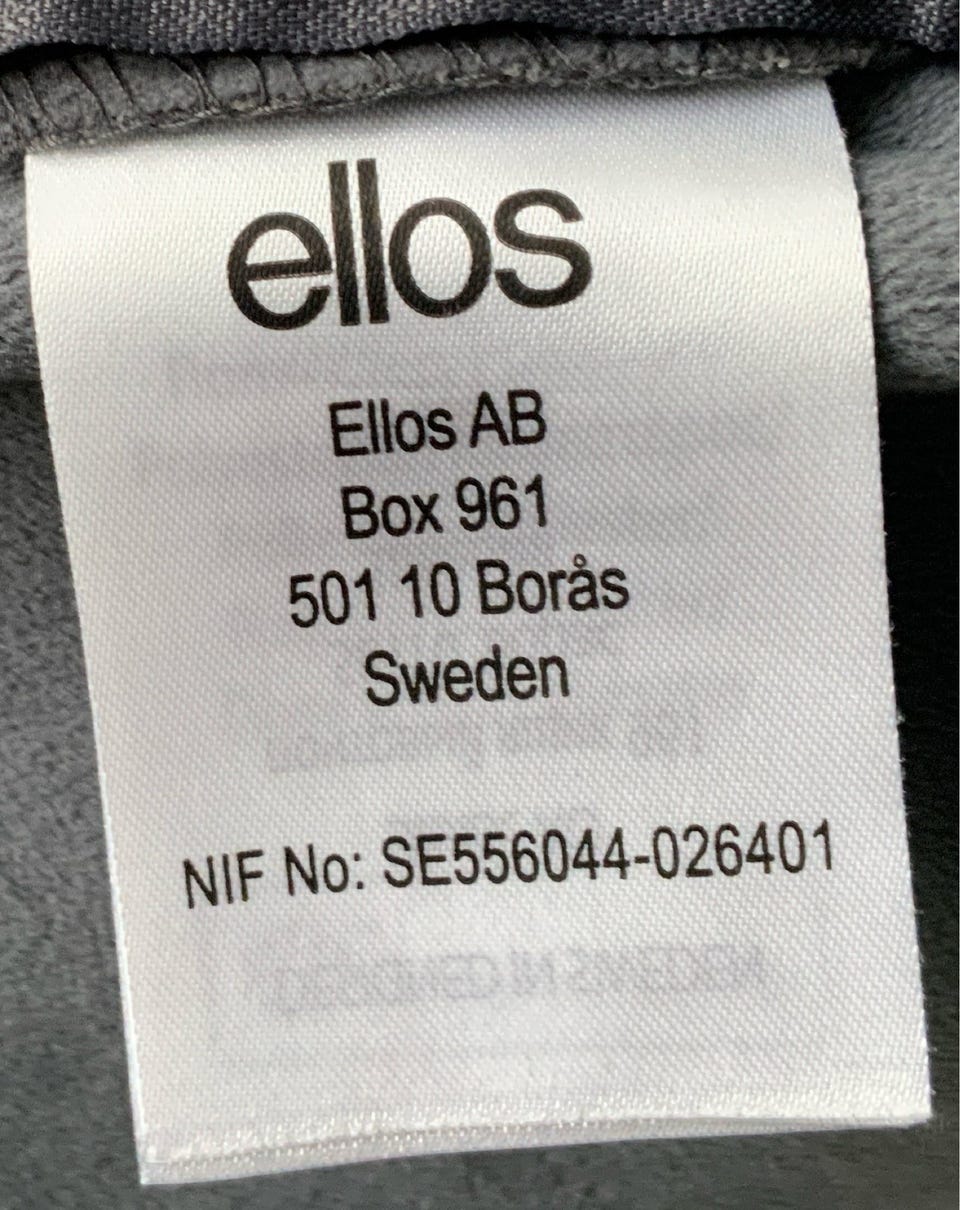 ellos
Ellos AB
Box 961
501 10 Borås
Sweden
NIF No: SE556044-026401